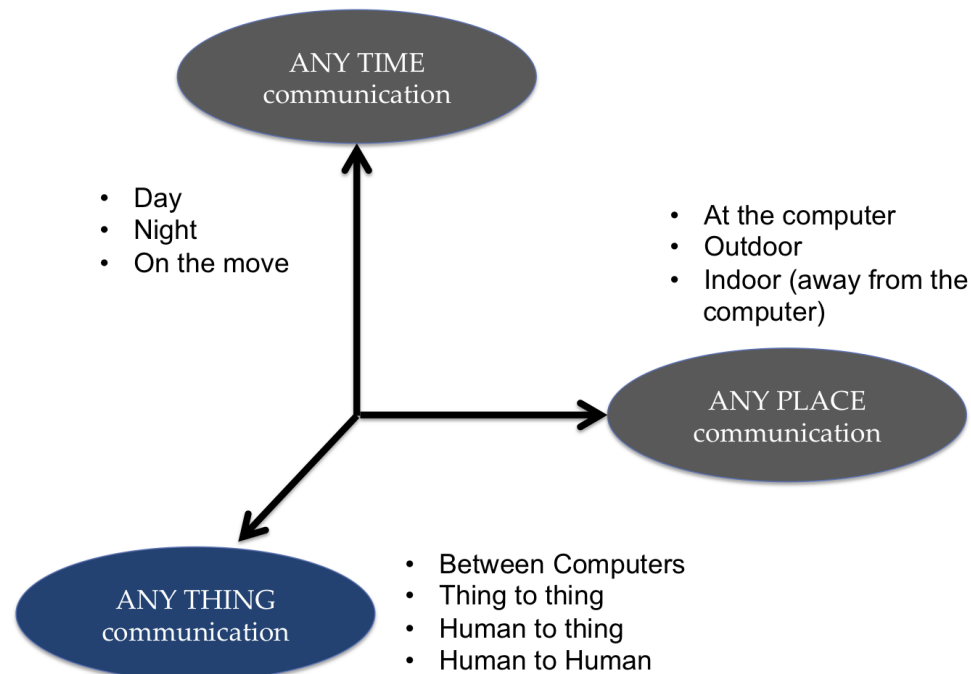 ANY TIME
communication
• Day
• Night
• On the move
• At the computer
• Outdoor
• Indoor (away from the
computer)
ANY PLACE
communication
ANY THING
communication
• Between Computers
• Thing to thing
• Human to thing
• Human to Human